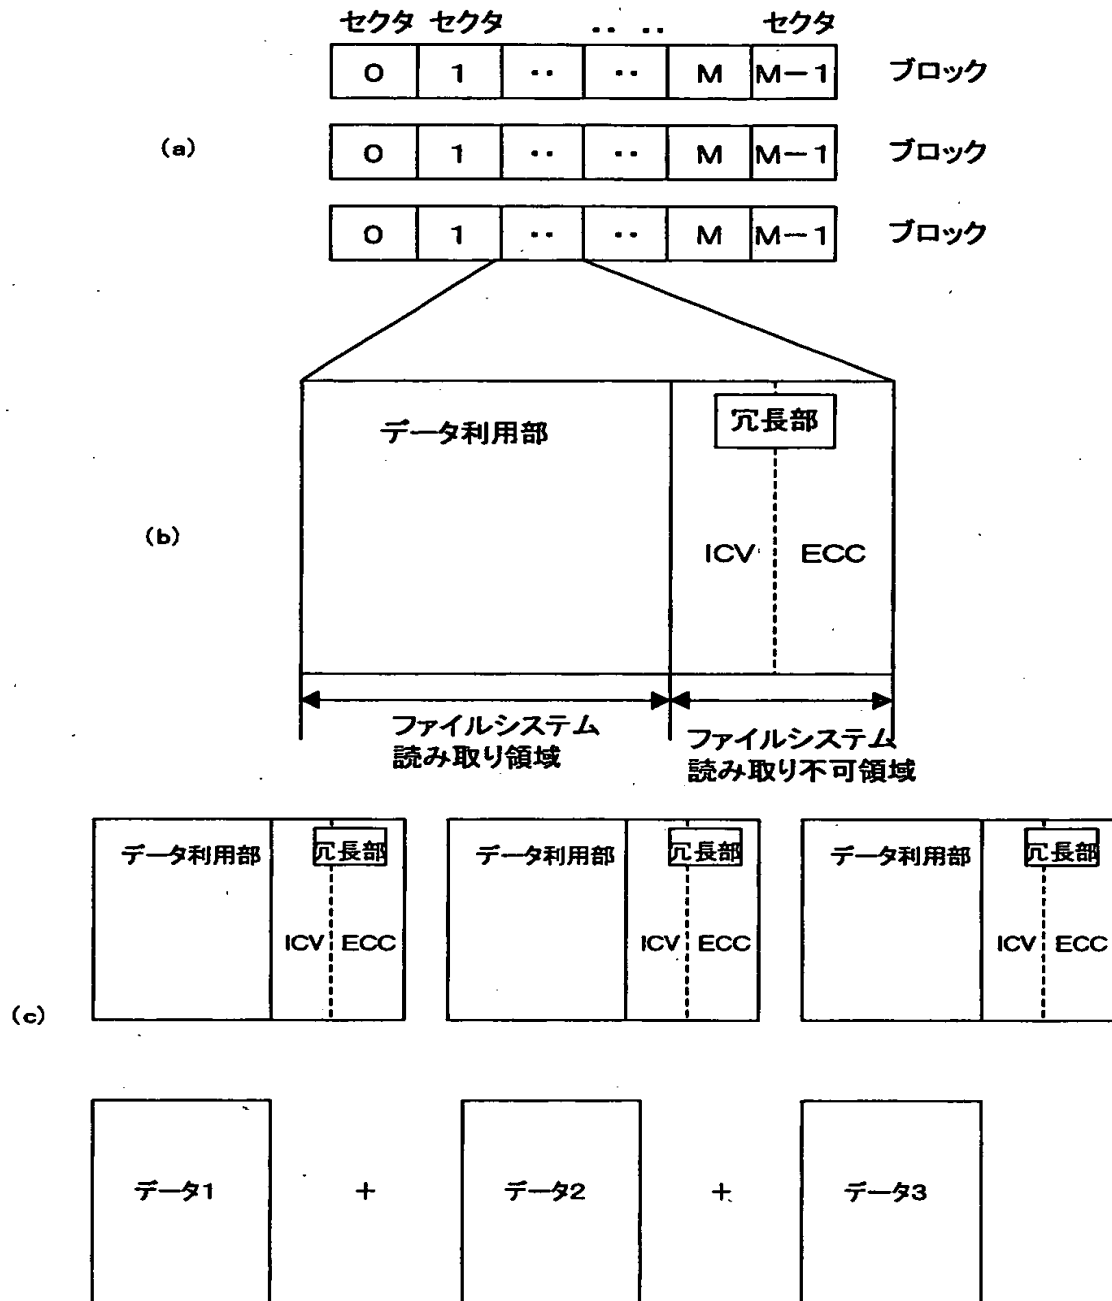 セクタ セクタ ‥ ‥ セクタ
0 1 ‥ ‥ M M−1 ブロック
(a)
0 1 ‥ ‥ M M−1 ブロック
0 1 ‥ ‥ M M−1 ブロック
データ利用部
冗長部
(b)
ICV ECC
ファイルシステム
読み取り領域
ファイルシステム
読み取り不可領域
データ利用部 冗長部 データ利用部 冗長部 データ利用部 冗長部
ICV ECC ICV ECC ICV ECC
(c)
データ1 + データ2 + データ3